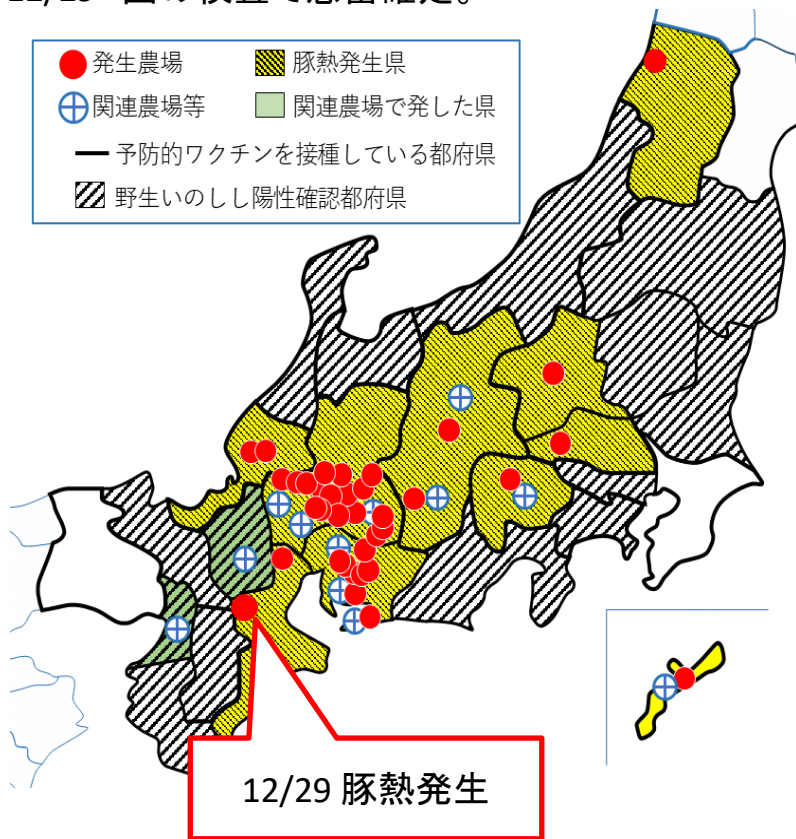 発生農場
豚熱発生県
関連農場等
関連農場で発した県
予防的ワクチンを接種している都府県
野生いのしし陽性確認都府県
12/29 豚熱発生